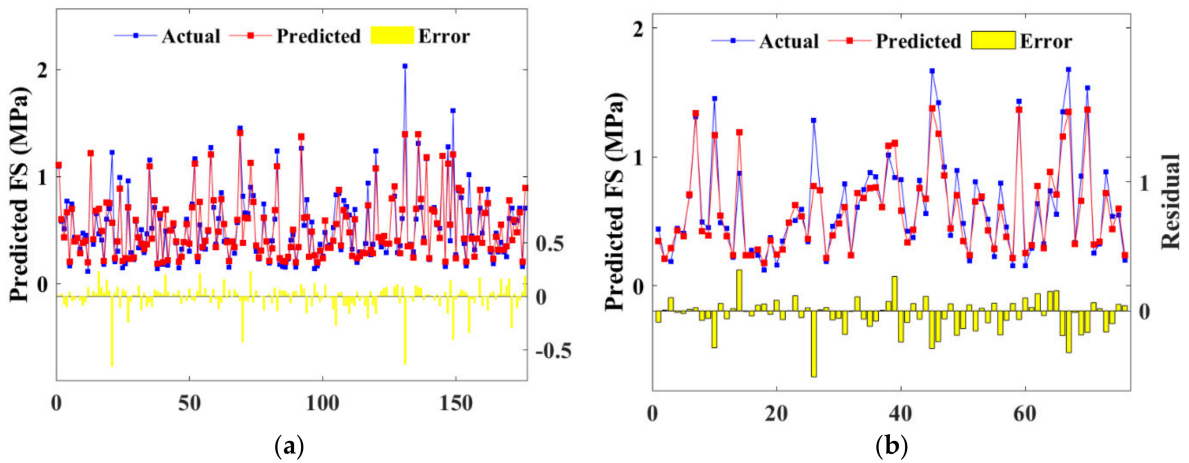 Actual Predicted Error
Predicted FS (MPa)
2
1
0
0.5
0
-0.5
0 50 100 150
(a)
Actual Predicted Error
Predicted FS (MPa)
2
1
0
1
0
Residual
0 20 40 60
(b)